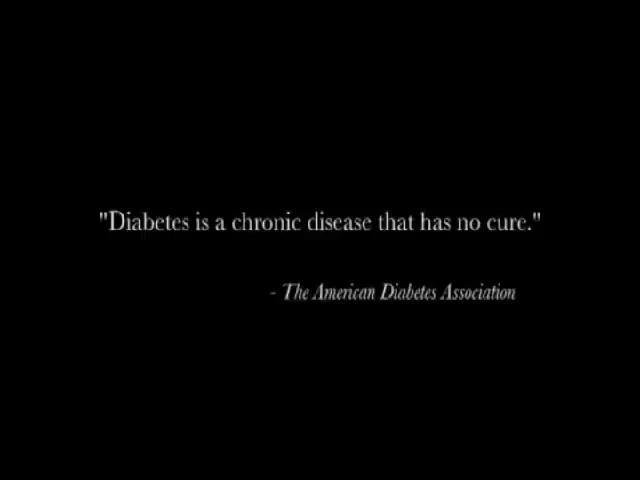 "Diabetes is a chronic disease that has no cure."
- The American Diabetes Association